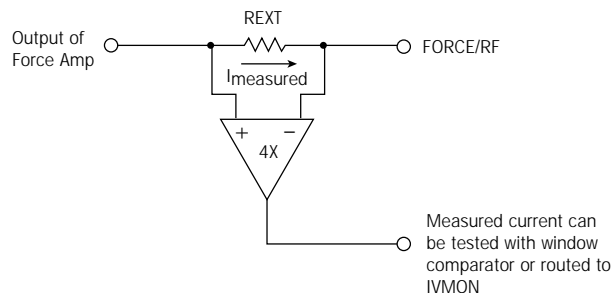 REXT
Output of
Force Amp
FORCE/RF
Imeasured
+ −
4X
Measured current can
be tested with window
comparator or routed to
IVMON